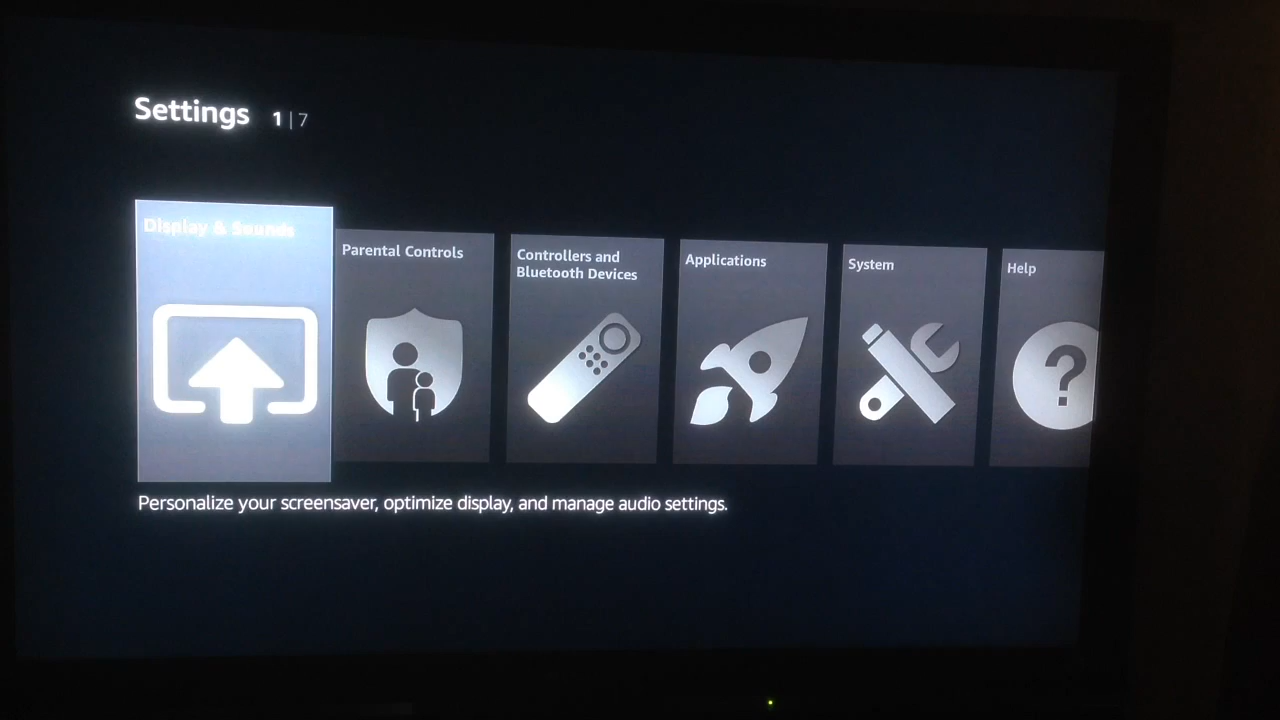 Settings 1|7
Display & Sounds
Parental Controls
Controllers and
Bluetooth Devices
Applications
System
Help
?
Personalize your screensaver, optimize display, and manage audio settings.